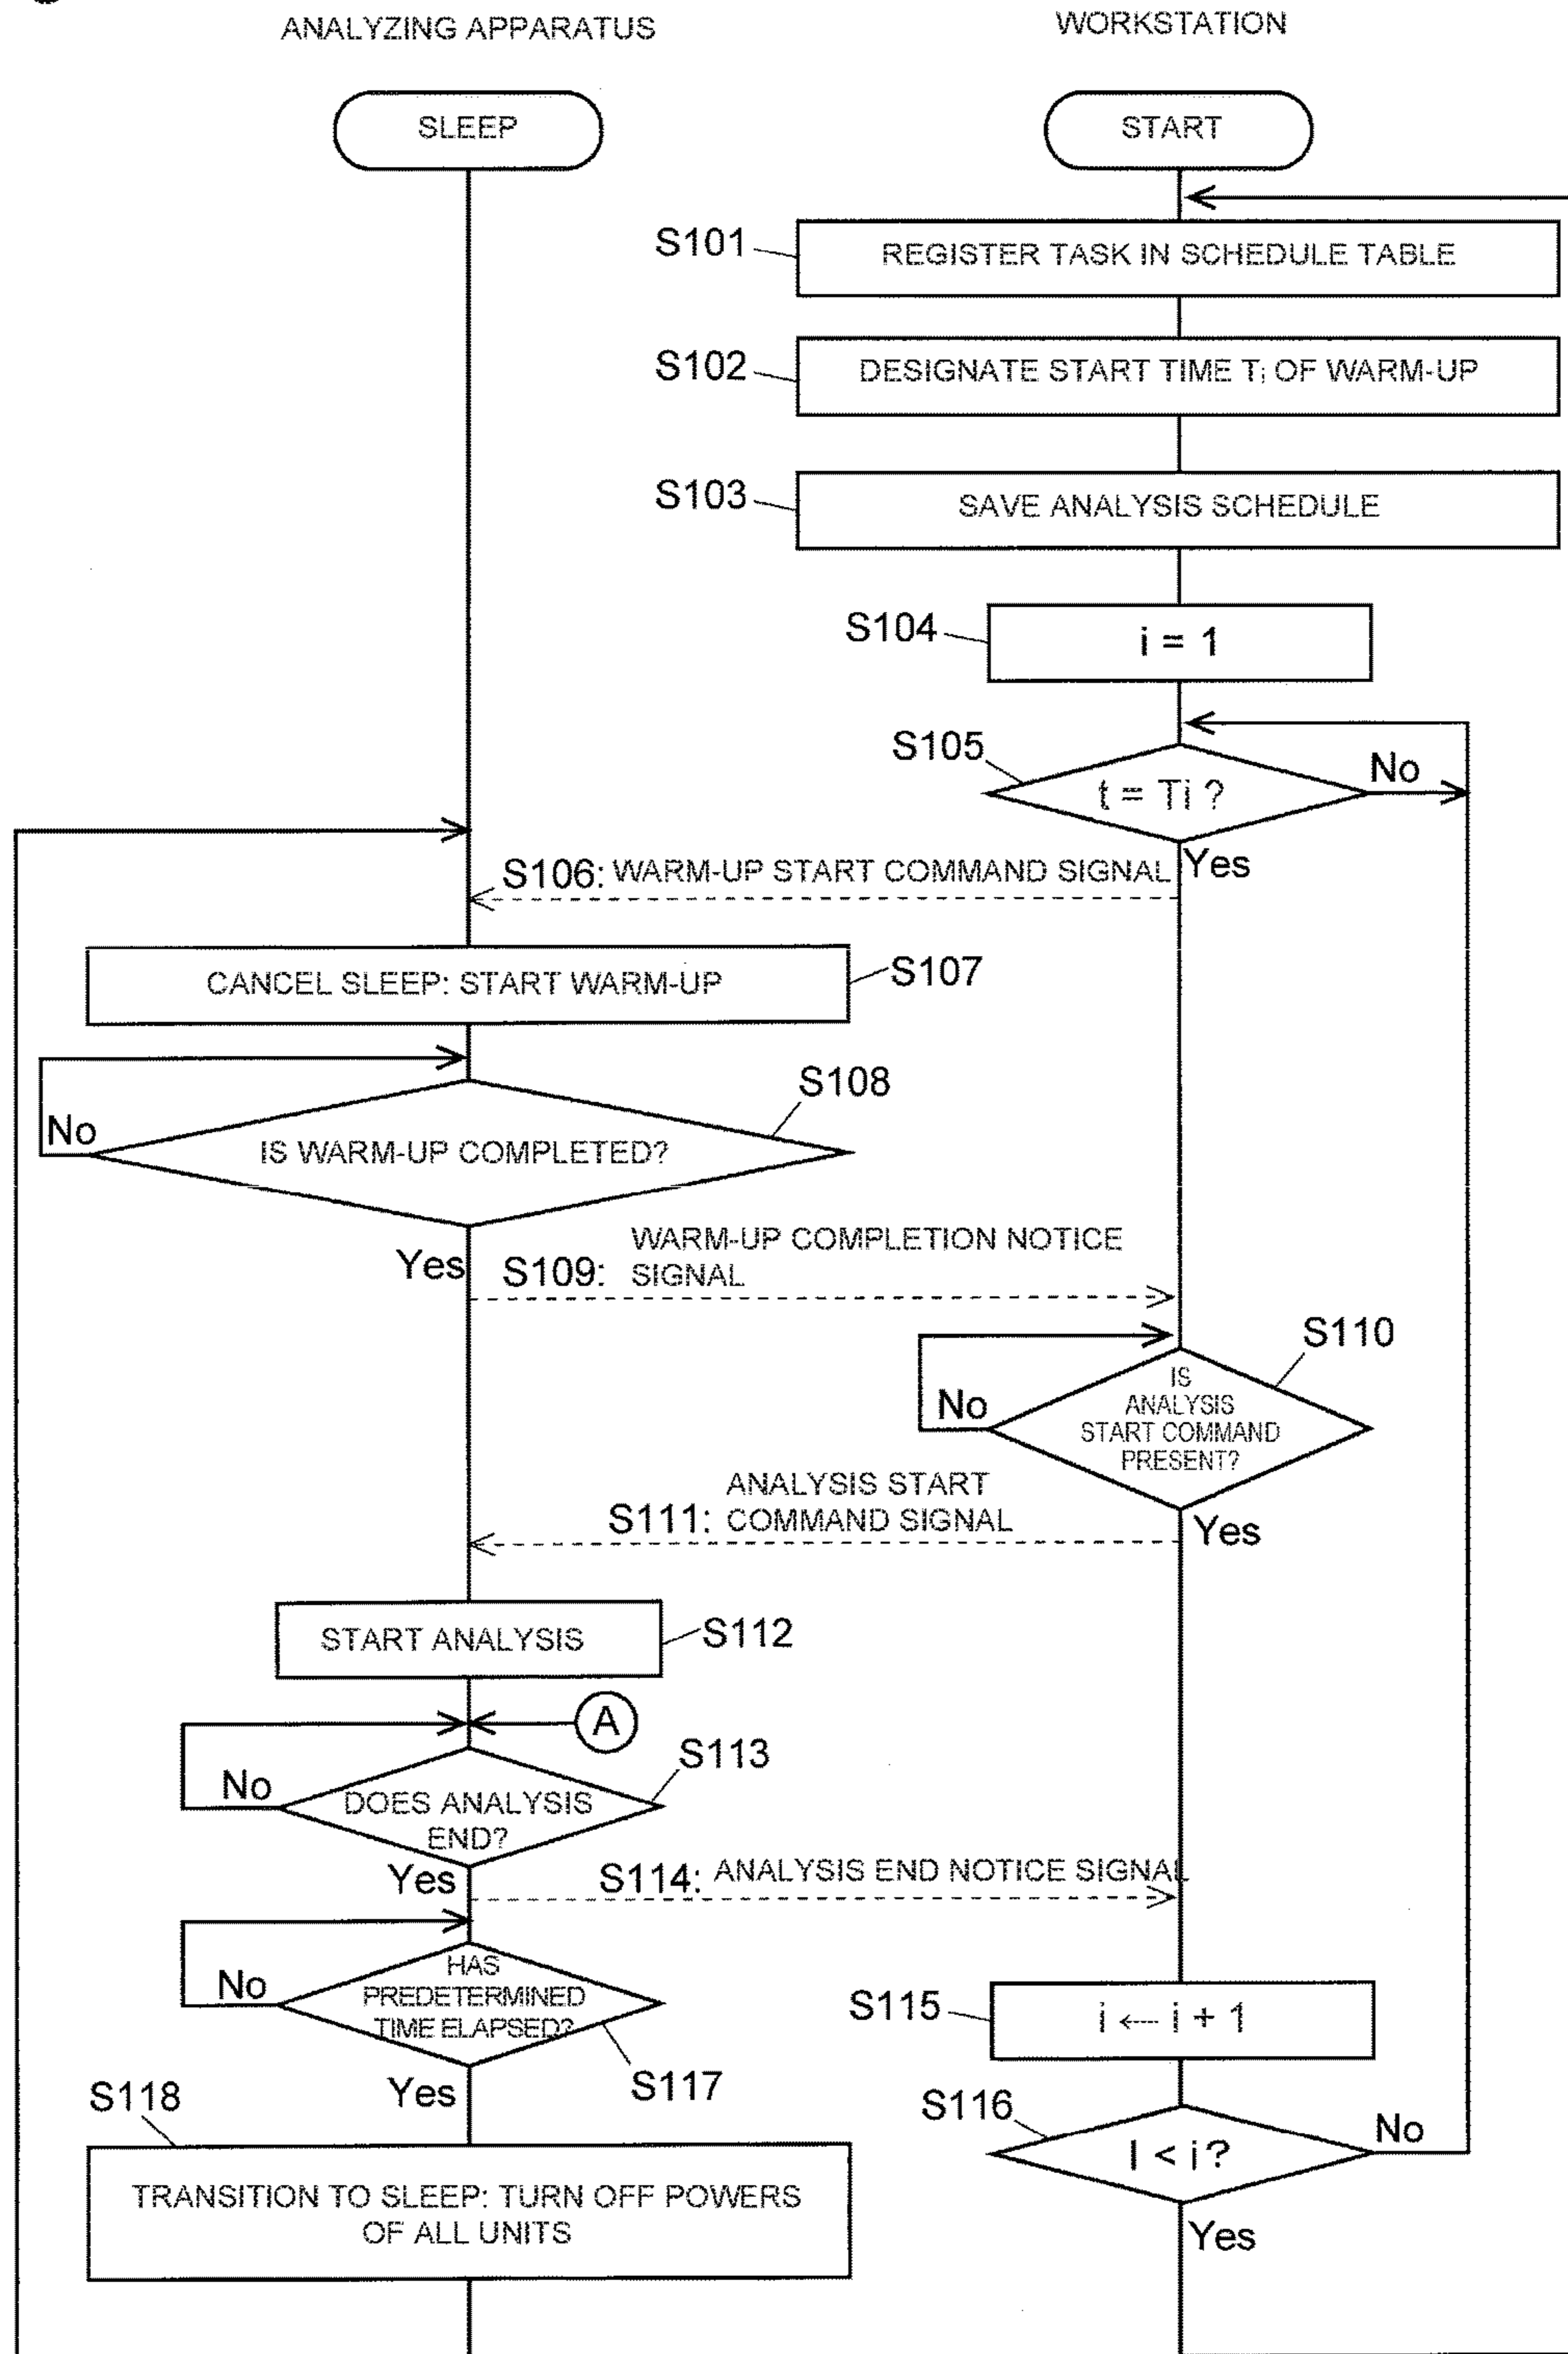 ANALYZING APPARATUS
WORKSTATION
SLEEP
START
S101
REGISTER TASK IN SCHEDULE TABLE
S102
DESIGNATE START TIME Ti OF WARM-UP
S103
SAVE ANALYSIS SCHEDULE
S104
i = 1
S105
t = Ti ?
No
Yes
S106: WARM-UP START COMMAND SIGNAL
CANCEL SLEEP: START WARM-UP
S107
S108
No
IS WARM-UP COMPLETED?
Yes
S109: WARM-UP COMPLETION NOTICE
SIGNAL
S110
No
IS
ANALYSIS
START COMMAND
PRESENT?
Yes
S111: ANALYSIS START
COMMAND SIGNAL
START ANALYSIS
S112
A
S113
No
DOES ANALYSIS
END?
Yes
S114: ANALYSIS END NOTICE SIGNAL
No
HAS
PREDETERMINED
TIME ELAPSED?
S117
Yes
S115
i ← i + 1
S116
I < i?
No
Yes
S118
TRANSITION TO SLEEP: TURN OFF POWERS
OF ALL UNITS